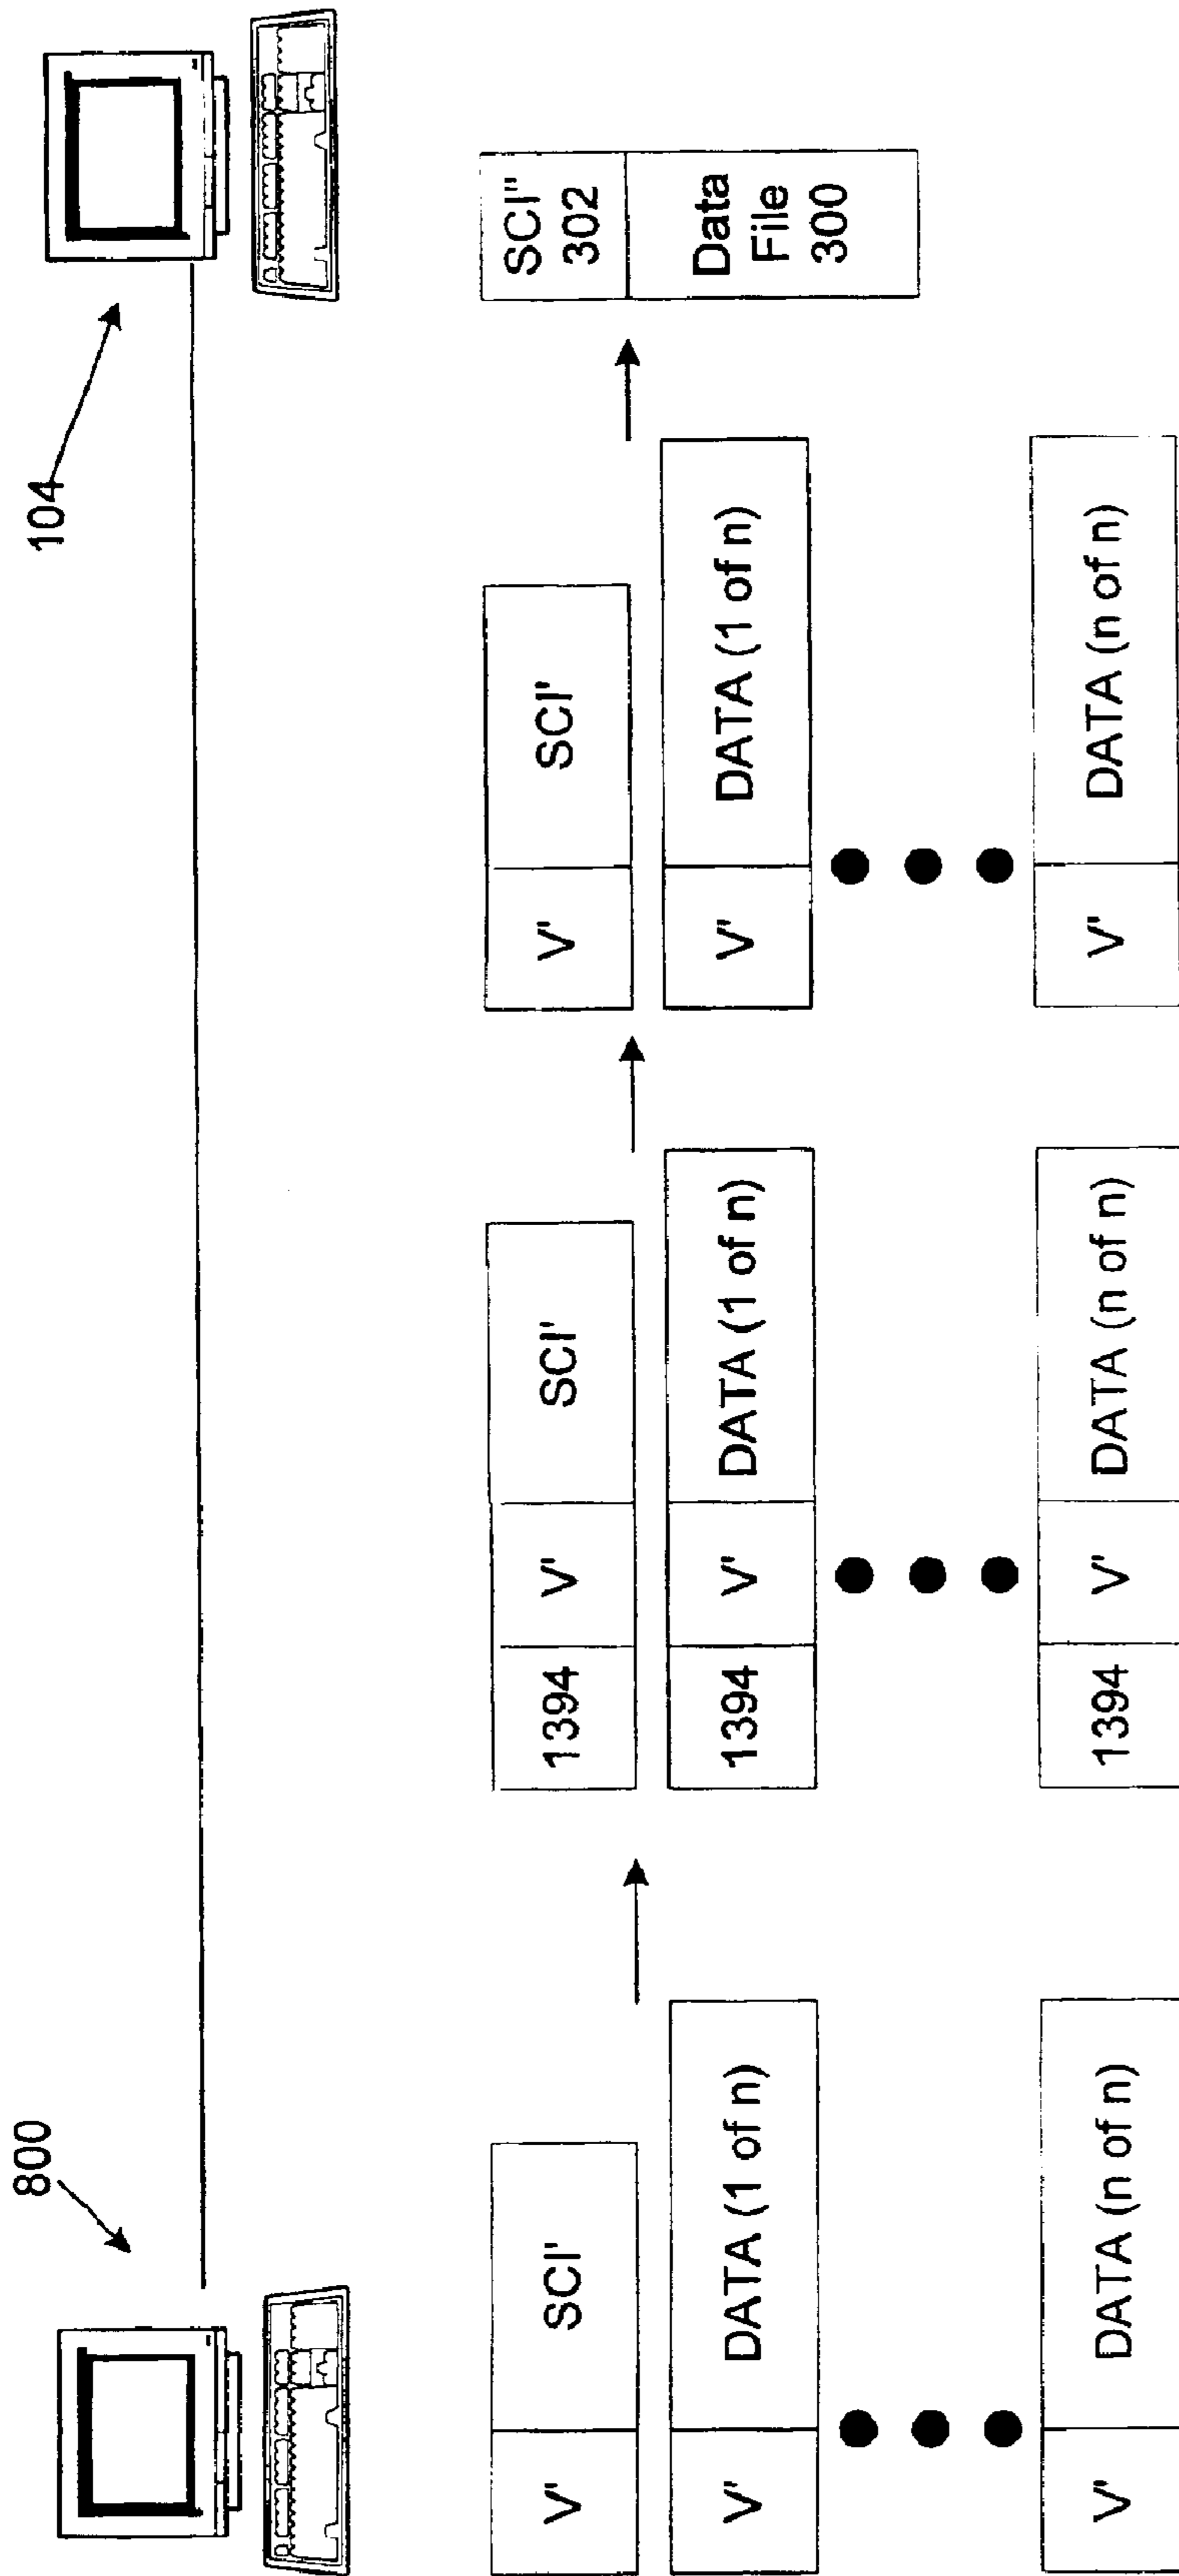 800
104
V' SCI'
V' DATA (1 of n)
V' DATA (n of n)
1394 V' SCI'
1394 V' DATA (1 of n)
1394 V' DATA (n of n)
V' SCI'
V' DATA (1 of n)
V' DATA (n of n)
SCI"
302
Data
File
300